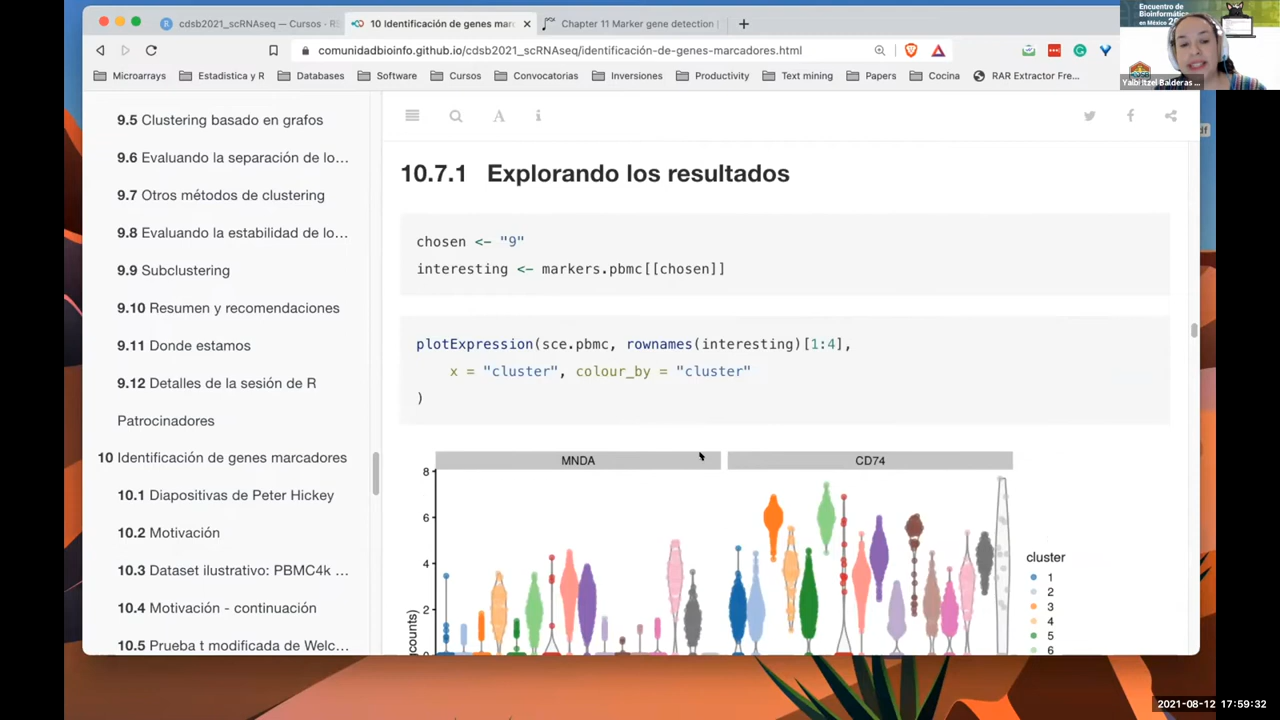 cdsb2021_scRNAseq — Cursos · R
10 Identificación de genes mar
Chapter 11 Marker gene detection |
comunidadbioinfo.github.io/cdsb2021_scRNAseq/identificación-de-genes-marcadores.html
Microarrays
Estadistica y R
Databases
Software
Cursos
Convocatorias
Inversiones
Productivity
Text mining
Papers
Cocina
RAR Extractor Fre...
Encuentro de
Bioinformática
en México
Yalbi Itzel Balderas ...
9.5 Clustering basado en grafos
9.6 Evaluando la separación de lo...
9.7 Otros métodos de clustering
9.8 Evaluando la estabilidad de lo...
9.9 Subclustering
9.10 Resumen y recomendaciones
9.11 Donde estamos
9.12 Detalles de la sesión de R
Patrocinadores
10 Identificación de genes marcadores
10.1 Diapositivas de Peter Hickey
10.2 Motivación
10.3 Dataset ilustrativo: PBMC4k ...
10.4 Motivación - continuación
10.5 Prueba t modificada de Welc...
10.7.1 Explorando los resultados
chosen <- "9"
interesting <- markers.pbmc[[chosen]]
plotExpression(sce.pbmc, rownames(interesting)[1:4],
x = "cluster", colour_by = "cluster"
)
MNDA
CD74
8
6
4
2
cluster
1
2
3
4
5
6
2021-08-12 17:59:32